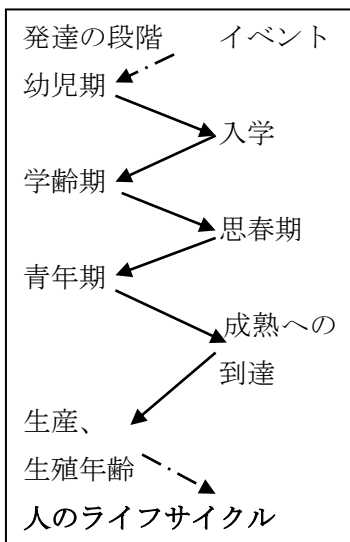 発達の段階 イベント
幼児期
入学
学齢期
思春期
青年期
成熟への
到達
生産、
生殖年齢
人のライフサイクル